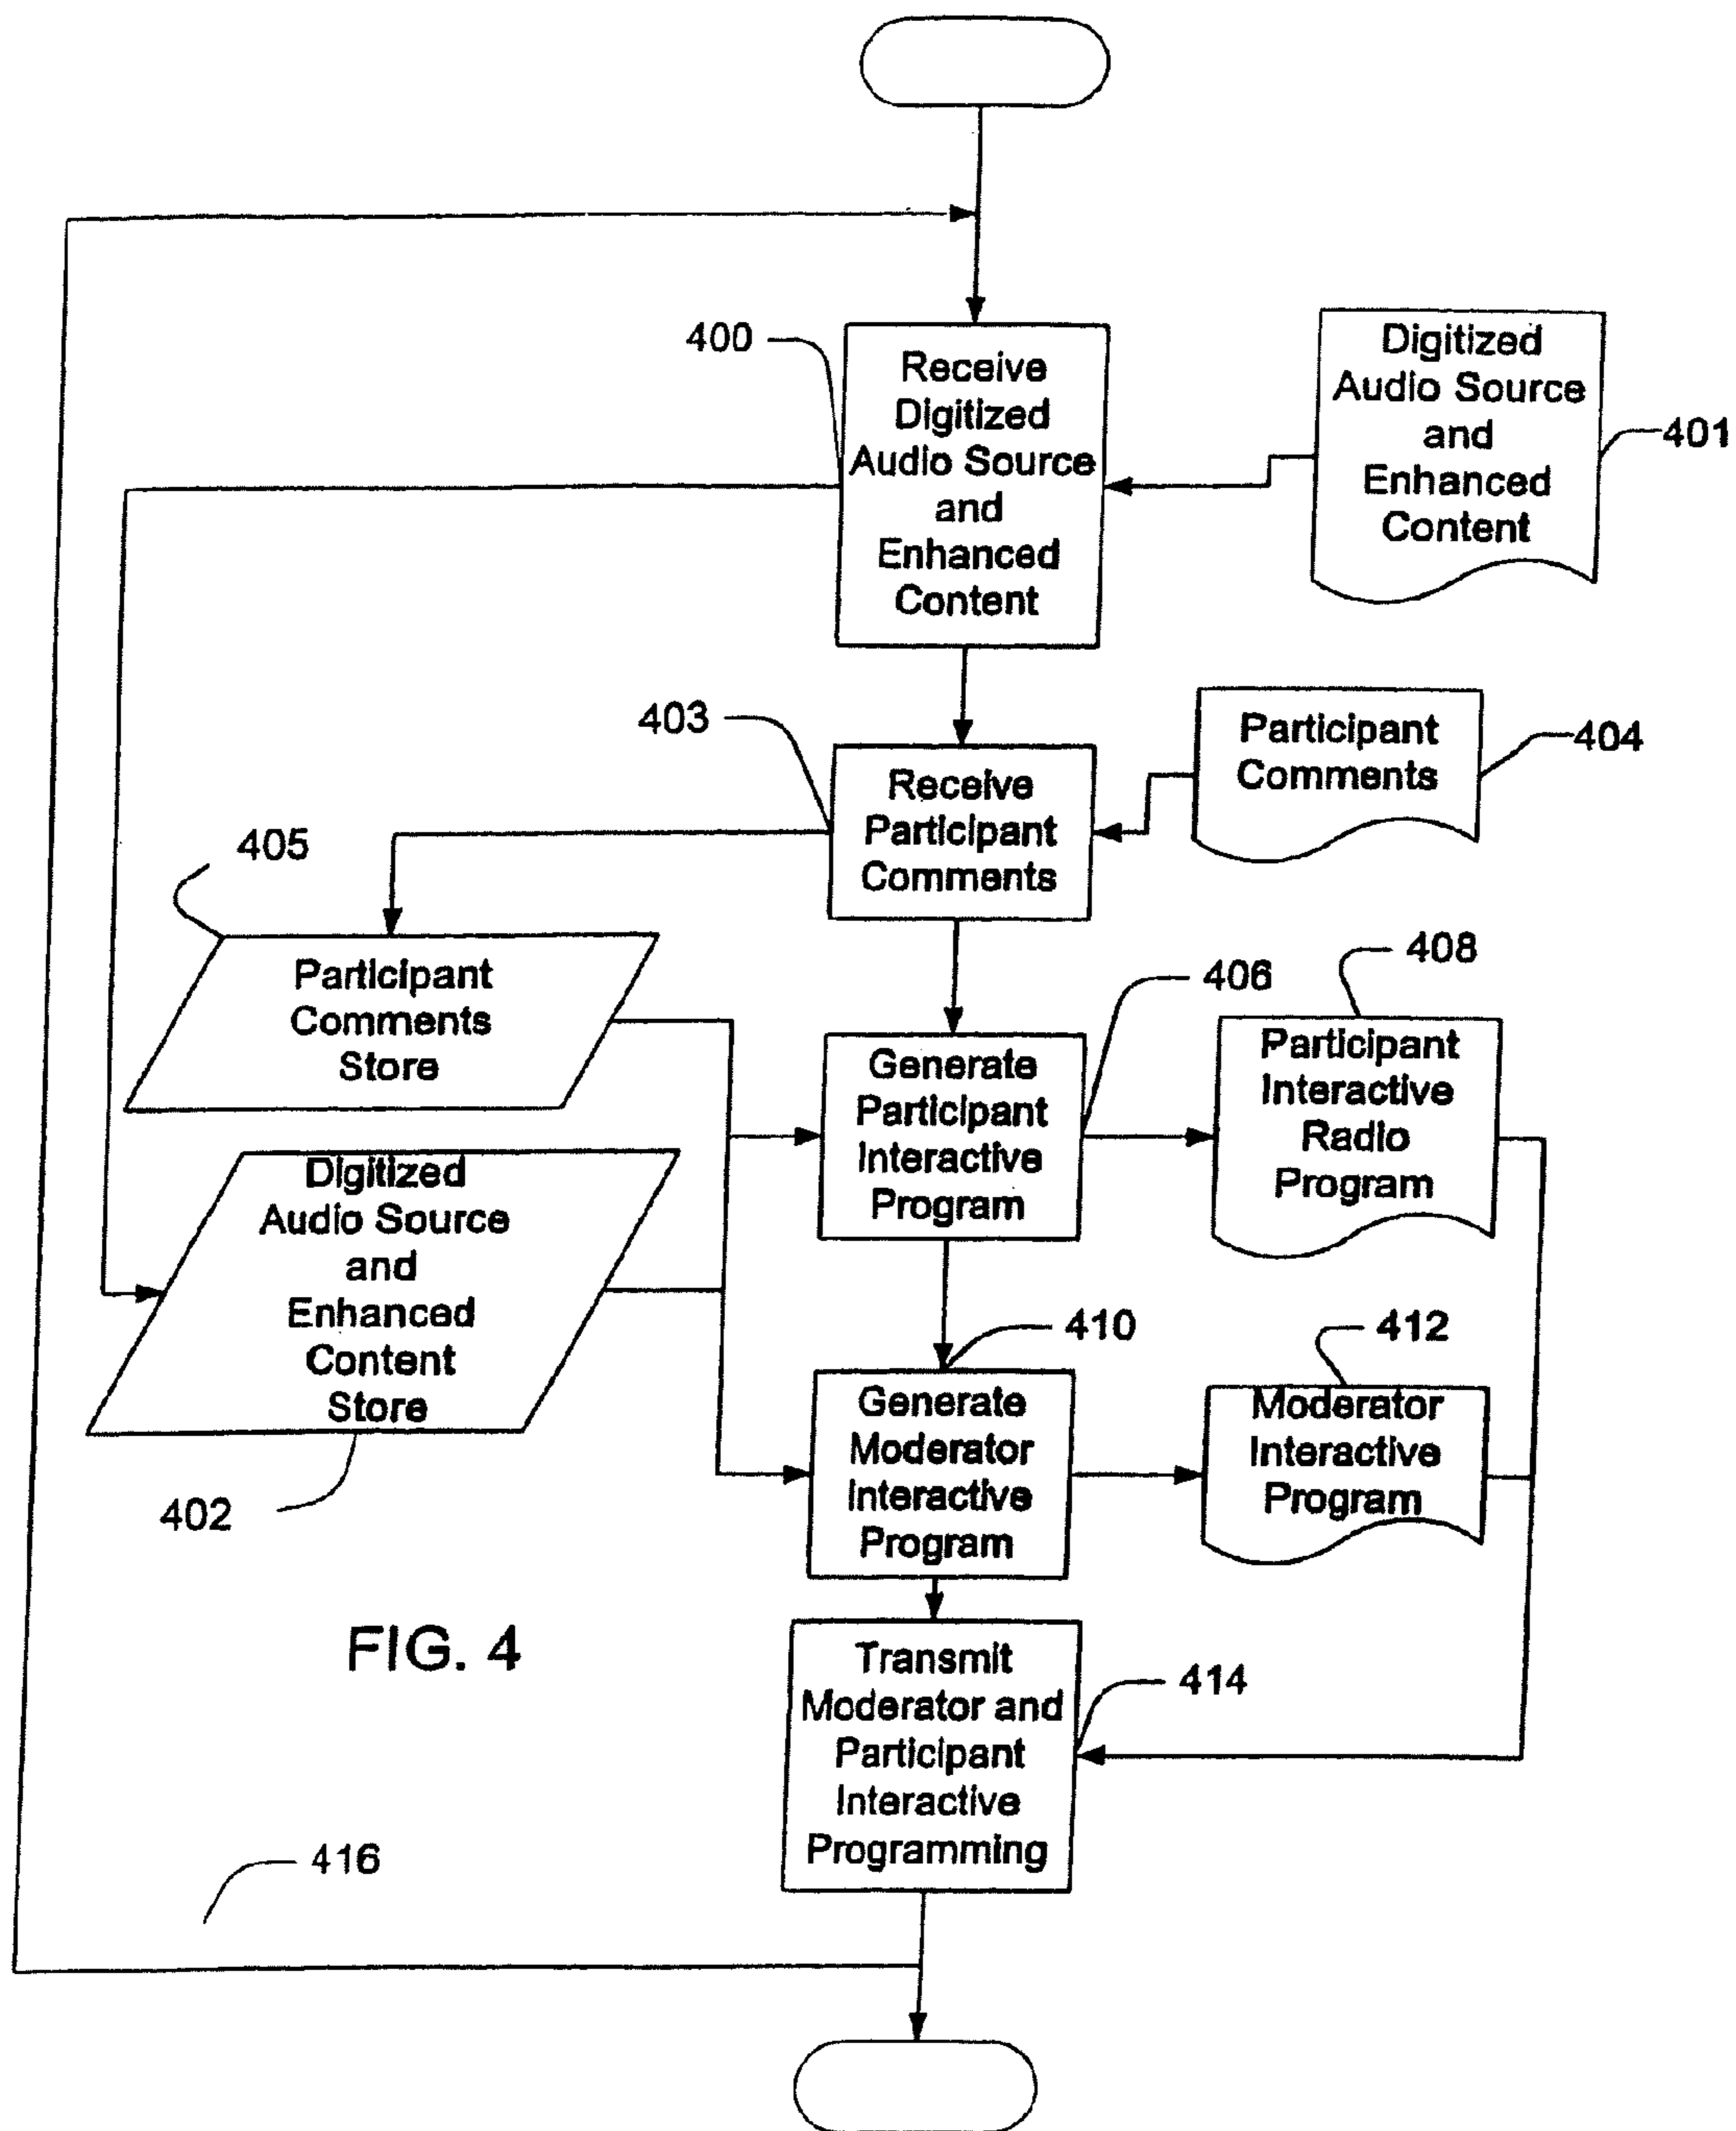 400
Receive
Digitized
Audio Source
and
Enhanced
Content
Digitized
Audio Source
and
Enhanced
Content
401
403
Receive
Participant
Comments
Participant
Comments
404
405
Participant
Comments
Store
406
Generate
Participant
Interactive
Program
408
Participant
Interactive
Radio
Program
Digitized
Audio Source
and
Enhanced
Content
Store
402
410
Generate
Moderator
Interactive
Program
412
Moderator
Interactive
Program
FIG. 4
Transmit
Moderator and
Participant
Interactive
Programming
414
416